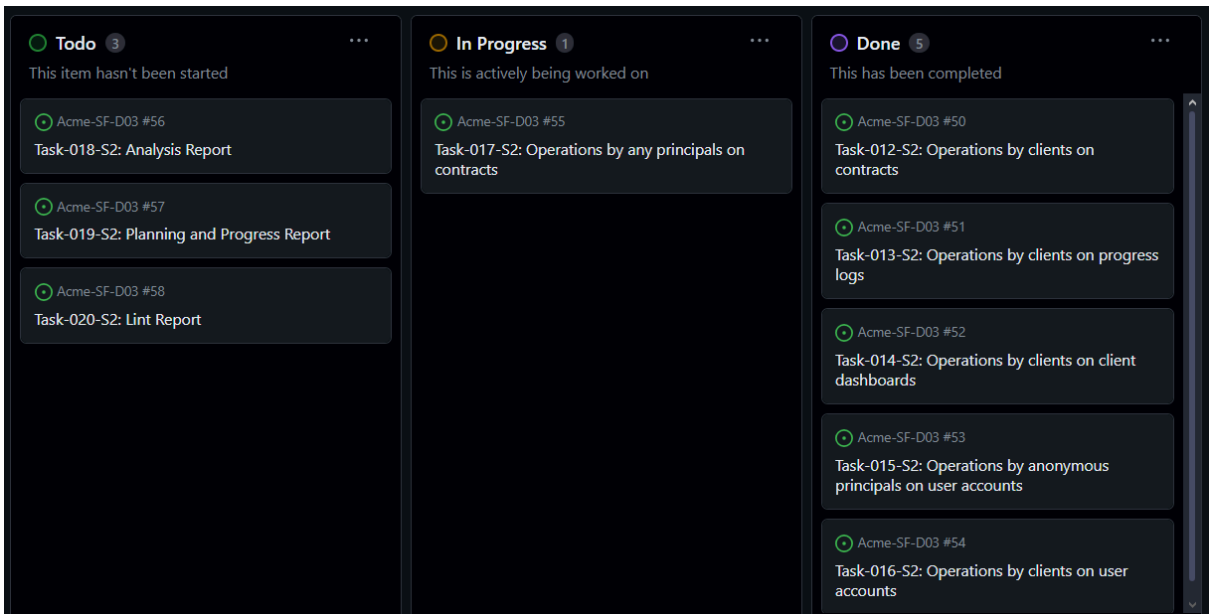 Todo 3
This item hasn't been started
Acme-SF-D03 #56
Task-018-S2: Analysis Report
Acme-SF-D03 #57
Task-019-S2: Planning and Progress Report
Acme-SF-D03 #58
Task-020-S2: Lint Report
In Progress 1
This is actively being worked on
Acme-SF-D03 #55
Task-017-S2: Operations by any principals on
contracts
Done 5
This has been completed
Acme-SF-D03 #50
Task-012-S2: Operations by clients on
contracts
Acme-SF-D03 #51
Task-013-S2: Operations by clients on progress
logs
Acme-SF-D03 #52
Task-014-S2: Operations by clients on client
dashboards
Acme-SF-D03 #53
Task-015-S2: Operations by anonymous
principals on user accounts
Acme-SF-D03 #54
Task-016-S2: Operations by clients on user
accounts